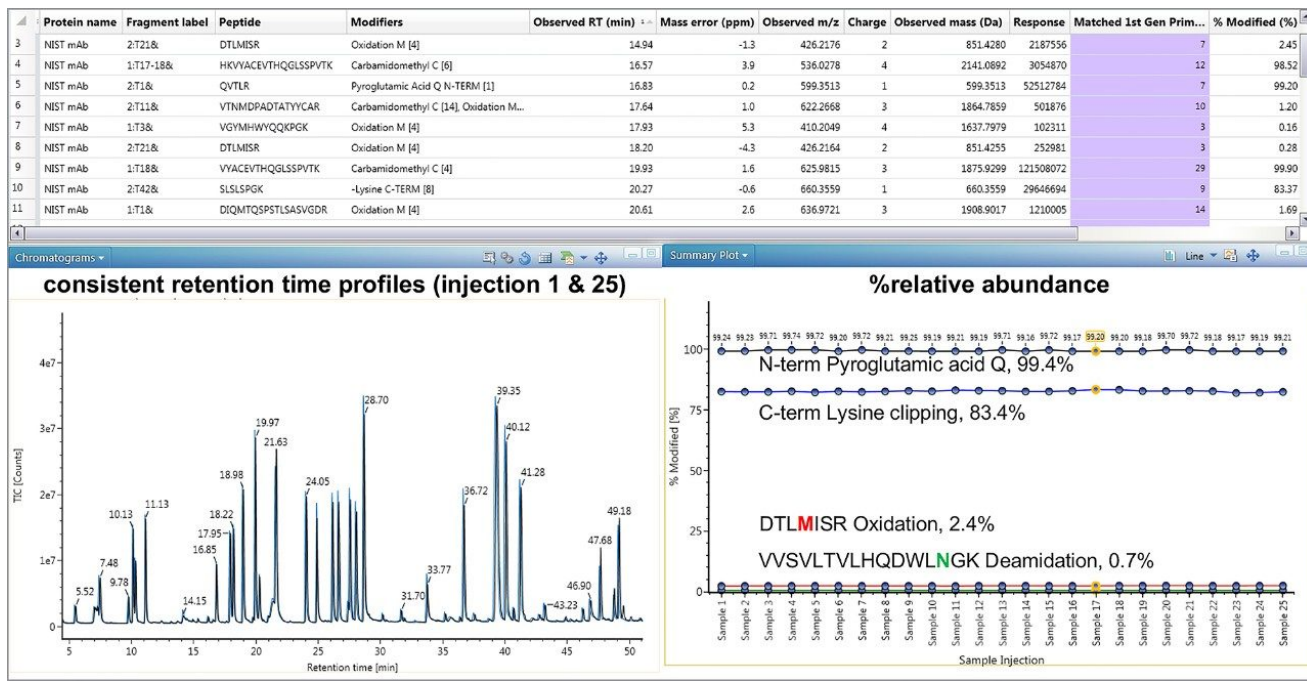 Protein name Fragment label Peptide Modifiers Observed RT (min) Mass error (ppm) Observed m/z Charge Observed mass (Da) Response Matched 1st Gen Prim... % Modified (%)
3 NIST mAb 2:T21& DTLMISR Oxidation M [4] 14.94 -1.3 426.2176 2 851.4280 2187556 7 2.45
4 NIST mAb 1:T17-18& HKVYACEVTHQGLSSPVTK Carbamidomethyl C [6] 16.57 3.9 536.0278 4 2141.0892 3054870 12 98.52
5 NIST mAb 2:T1& QVTLR Pyroglutamic Acid Q N-TERM [1] 16.83 0.2 599.3513 1 599.3513 52512784 7 99.20
6 NIST mAb 2:T11& VTNMDPADTATYYCAR Carbamidomethyl C [14], Oxidation M... 17.64 1.0 622.2668 3 1864.7859 501876 10 1.20
7 NIST mAb 1:T3& VGYMHWYQQKPGK Oxidation M [4] 17.93 5.3 410.2049 4 1637.7979 102311 3 0.16
8 NIST mAb 2:T21& DTLMISR Oxidation M [4] 18.20 -4.3 426.2164 2 851.4255 252981 3 0.28
9 NIST mAb 1:T18& VYACEVTHQGLSSPVTK Carbamidomethyl C [4] 19.93 1.6 625.9815 3 1875.9299 121508072 29 99.90
10 NIST mAb 2:T42& SLSLSPGK -Lysine C-TERM [8] 20.27 -0.6 660.3559 1 660.3559 29646694 9 83.37
11 NIST mAb 1:T1& DIQMTQSPSTLSASVGDR Oxidation M [4] 20.61 2.6 636.9721 3 1908.9017 1210005 14 1.69
Chromatograms
consistent retention time profiles (injection 1 & 25)
TIC [Counts]
4e7
3e7
2e7
1e7
0
5.52
7.48
9.78
10.13
11.13
14.15
16.85
17.95
18.22
18.98
19.97
21.63
24.05
28.70
31.70
33.77
36.72
39.35
40.12
41.28
43.23
46.90
47.68
49.18
5 10 15 20 25 30 35 40 45 50
Retention time [min]
Summary Plot
Line
%relative abundance
99.24 99.23 99.71 99.74 99.72 99.20 99.72 99.21 99.25 99.19 99.21 99.19 99.71 99.16 99.72 99.17 99.20 99.20 99.18 99.70 99.72 99.18 99.17 99.19 99.21
% Modified [%]
100
75
50
25
0
N-term Pyroglutamic acid Q, 99.4%
C-term Lysine clipping, 83.4%
DTLMISR Oxidation, 2.4%
VVSVLTVLHQDWLNGK Deamidation, 0.7%
Sample 1
Sample 2
Sample 3
Sample 4
Sample 5
Sample 6
Sample 7
Sample 8
Sample 9
Sample 10
Sample 11
Sample 12
Sample 13
Sample 14
Sample 15
Sample 16
Sample 17
Sample 18
Sample 19
Sample 20
Sample 21
Sample 22
Sample 23
Sample 24
Sample 25
Sample Injection